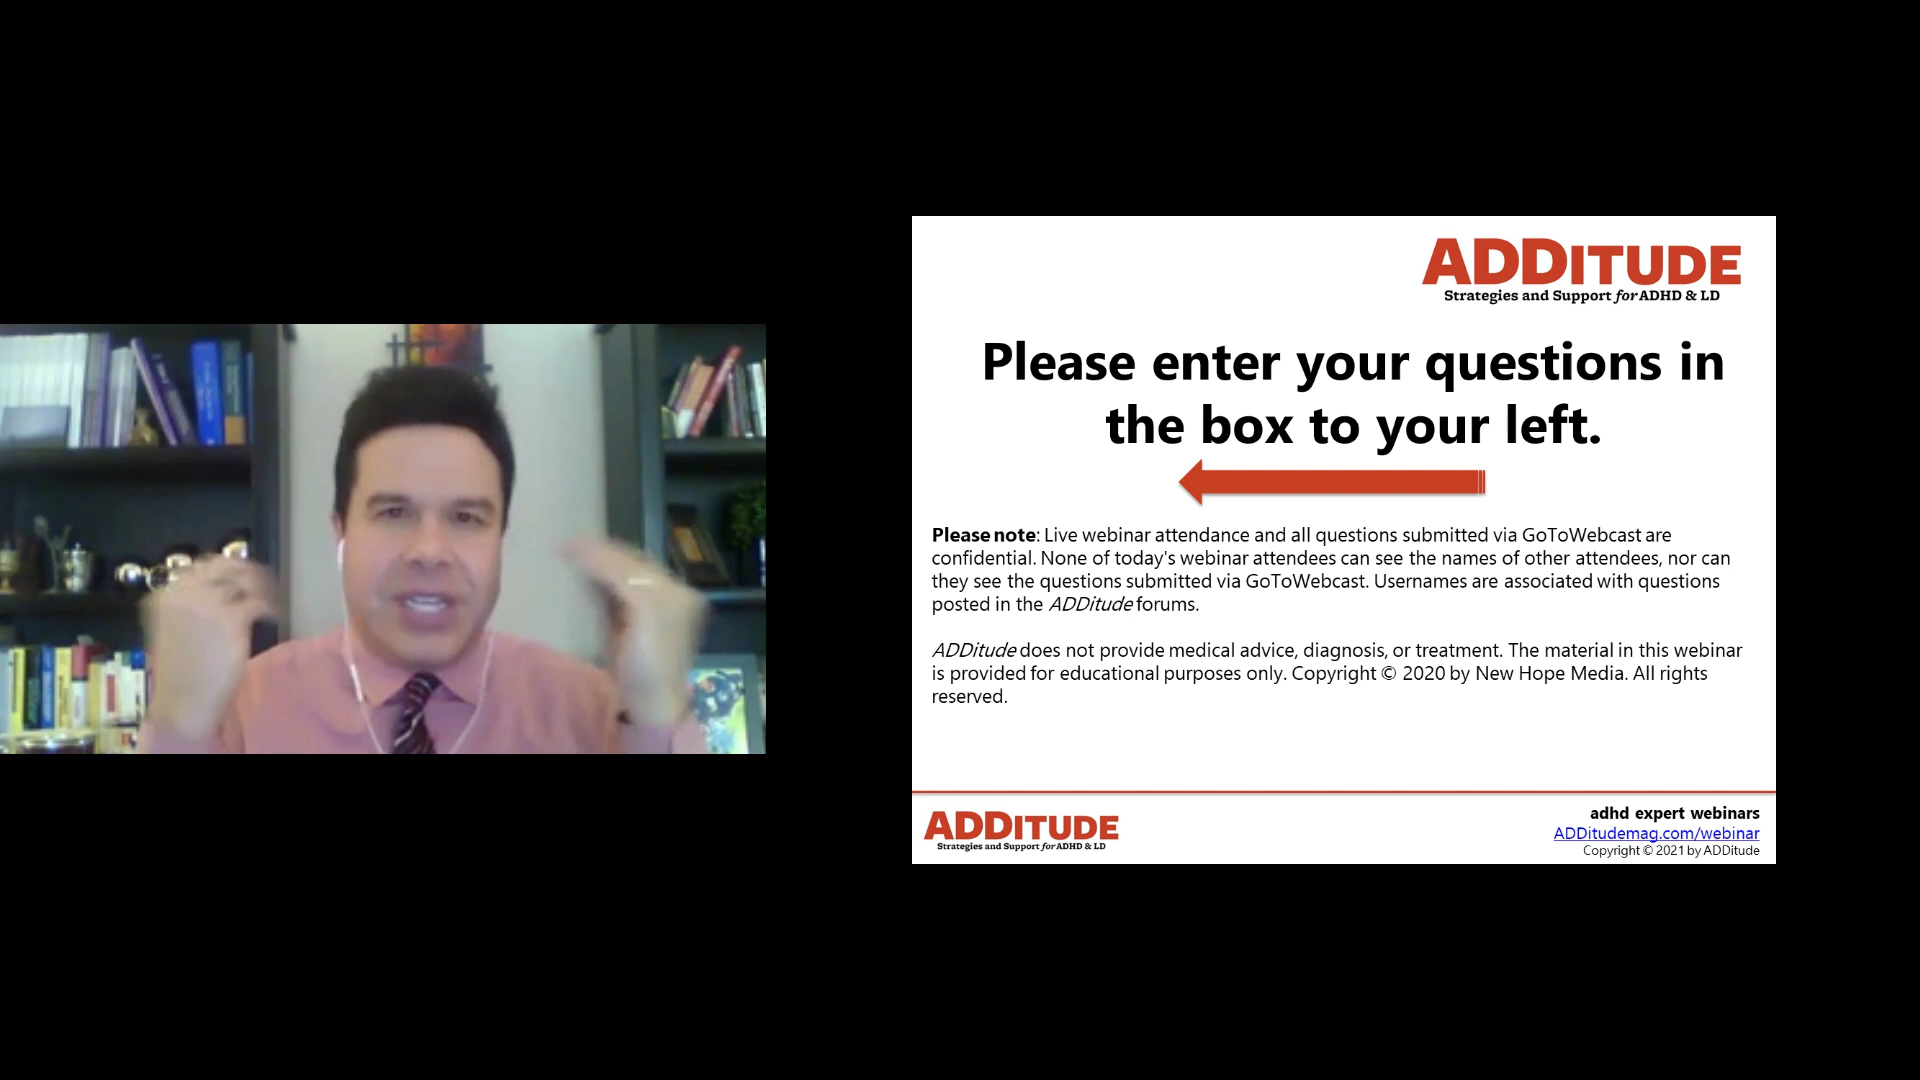 ADDITUDE
Strategies and Support for ADHD & LD
Please enter your questions in
the box to your left.
Please note: Live webinar attendance and all questions submitted via GoToWebcast are
confidential. None of today's webinar attendees can see the names of other attendees, nor can
they see the questions submitted via GoToWebcast. Usernames are associated with questions
posted in the ADDitude forums.
ADDitude does not provide medical advice, diagnosis, or treatment. The material in this webinar
is provided for educational purposes only. Copyright © 2020 by New Hope Media. All rights
reserved.
ADDITUDE
Strategies and Support for ADHD & LD
adhd expert webinars
ADDitudemag.com/webinar
Copyright © 2021 by ADDitude